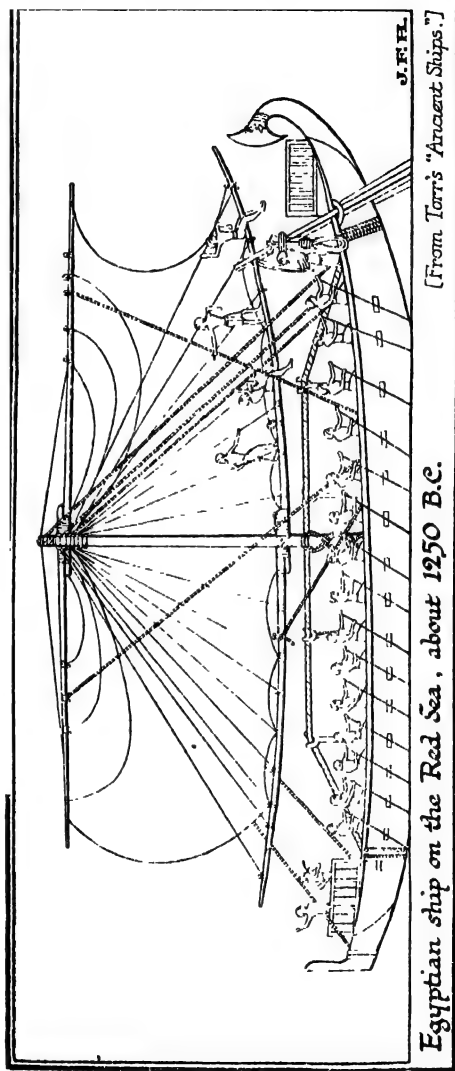 J.F.H.
Egyptian ship on the Red Sea, about 1250 B.C.
[From Torr's "Ancient Ships."]